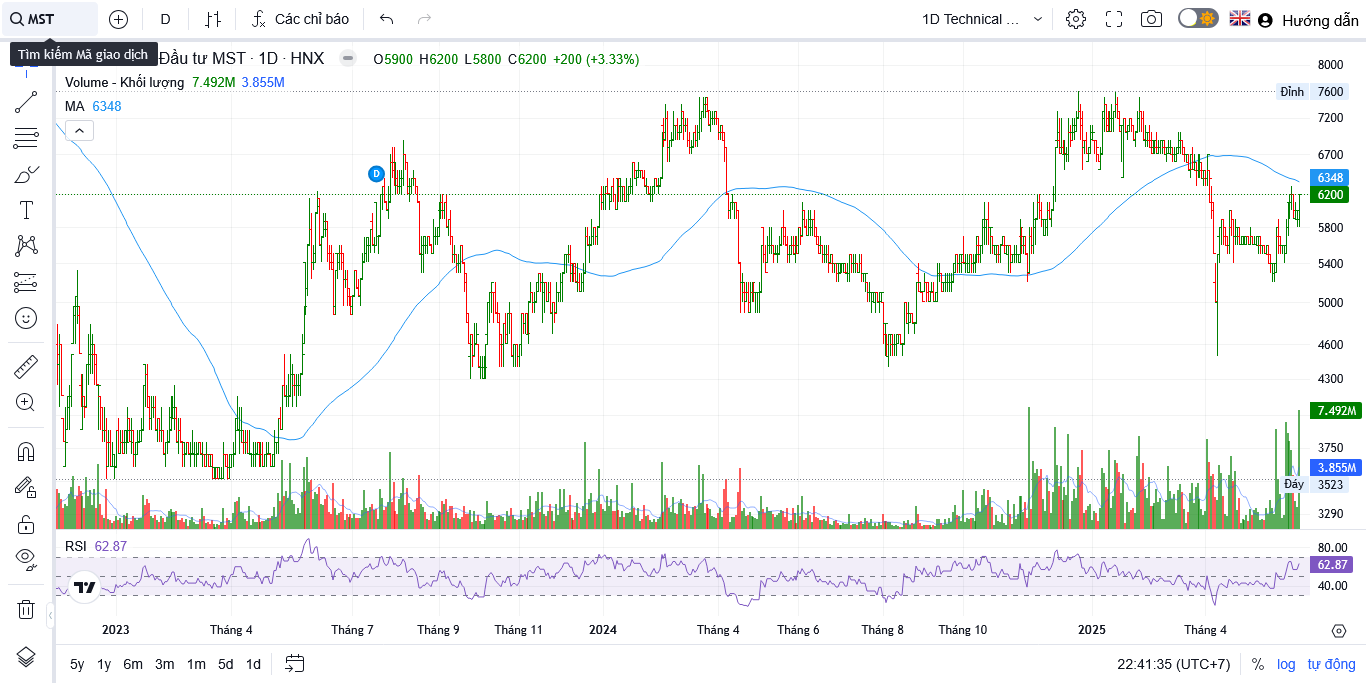 MST
D
Các chỉ báo
1D Technical ...
Hướng dẫn
Tìm kiếm Mã giao dịch
Đầu tư MST · 1D · HNX
O5900 H6200 L5800 C6200 +200 (+3.33%)
Volume - Khối lượng 7.492M 3.855M
MA 6348
D
8000
Đỉnh 7600
7200
6700
6348
6200
5800
5400
5000
4600
4300
7.492M
3750
3.855M
Đáy 3523
3290
RSI 62.87
80.00
62.87
40.00
2023 Tháng 4 Tháng 7 Tháng 9 Tháng 11 2024 Tháng 4 Tháng 6 Tháng 8 Tháng 10 2025 Tháng 4
5y 1y 6m 3m 1m 5d 1d
22:41:35 (UTC+7) % log tự động